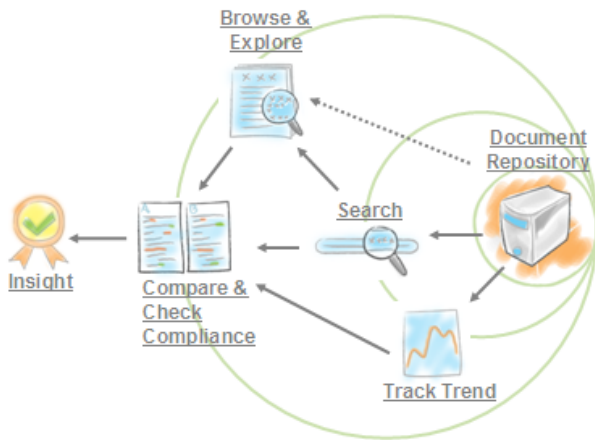 Browse &
Explore
Document
Repository
Search
A
B
Insight
Compare &
Check
Compliance
Track Trend